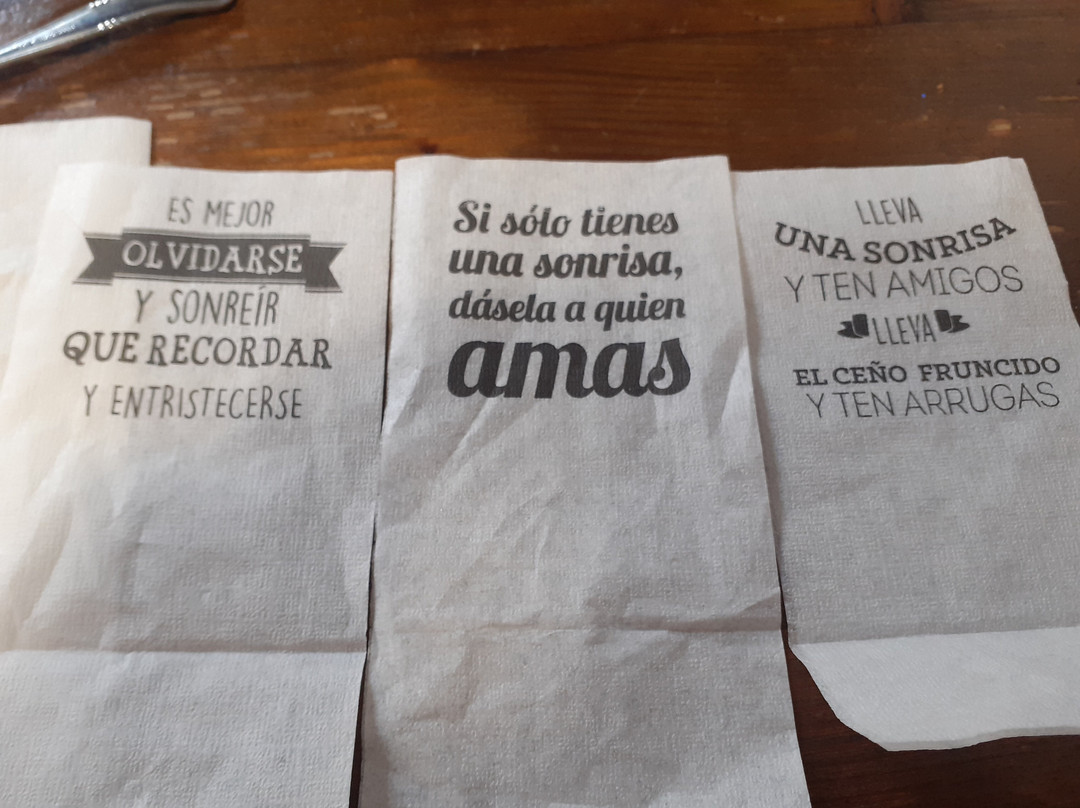 ES MEJOR
OLVIDARSE
Y SONREÍR
QUE RECORDAR
Y ENTRISTECERSE
Si sólo tienes
una sonrisa,
dásela a quien
amas
LLEVA
UNA SONRISA
Y TEN AMIGOS
LLEVA
EL CEÑO FRUNCIDO
Y TEN ARRUGAS